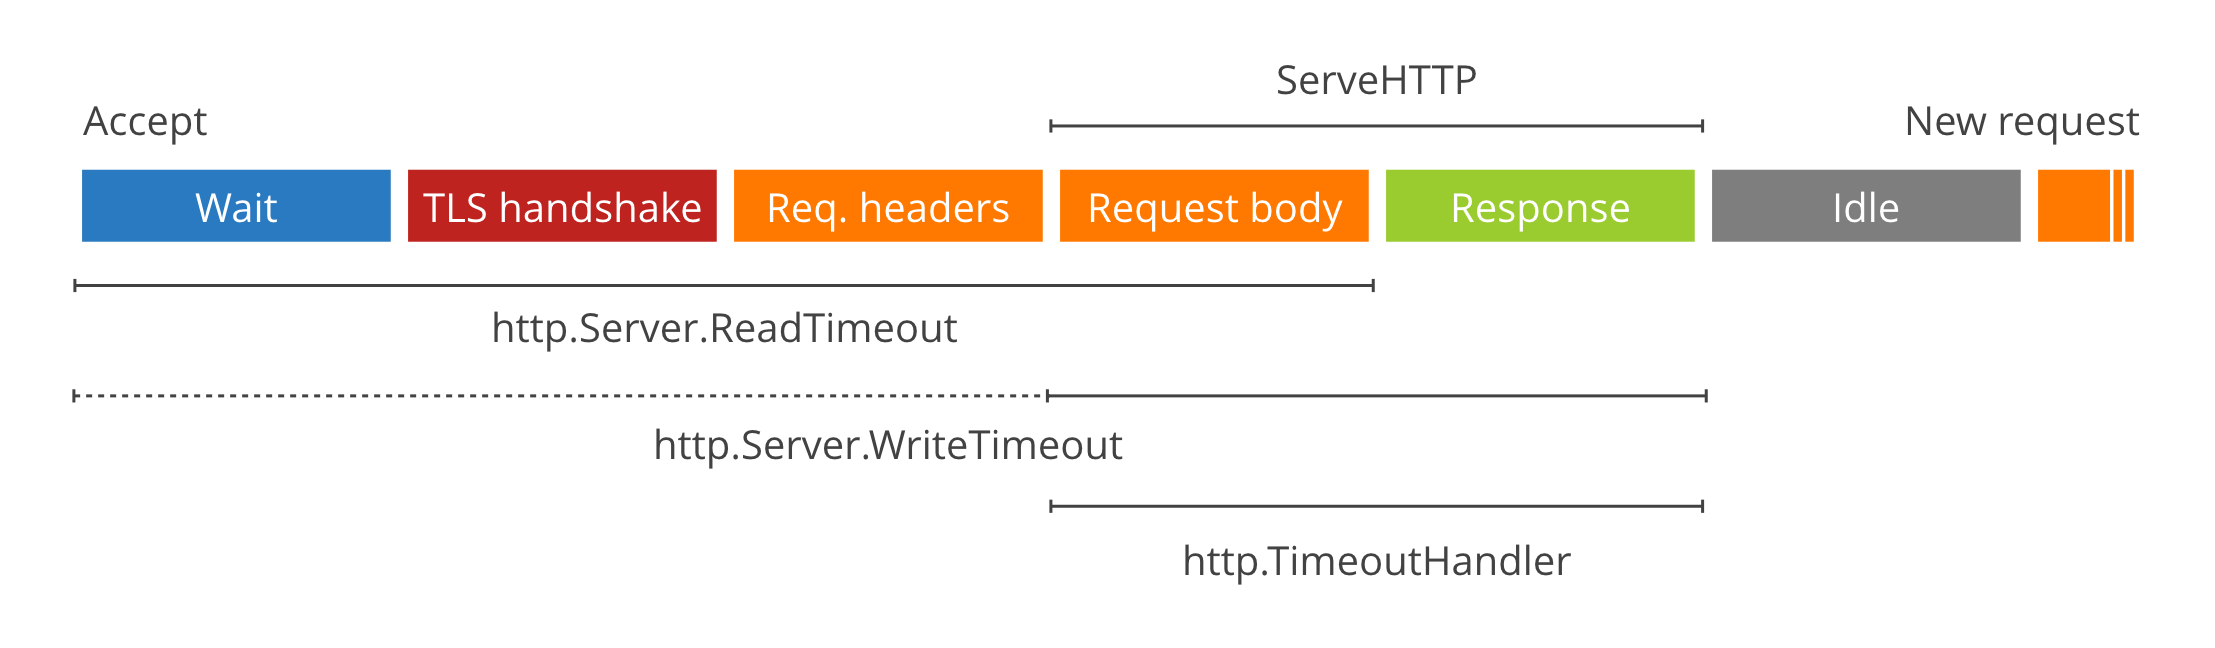 ServeHTTP
Accept
New request
Wait
TLS handshake
Req. headers
Request body
Response
Idle
http.Server.ReadTimeout
http.Server.WriteTimeout
http.TimeoutHandler